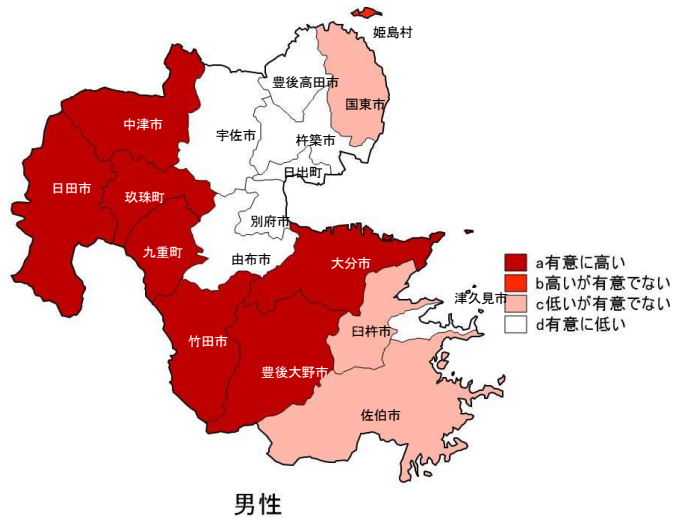 姫島村
豊後高田市
国東市
中津市
宇佐市
杵築市
日出町
日田市
玖珠町
別府市
九重町
由布市
大分市
津久見市
臼杵市
竹田市
豊後大野市
佐伯市
a有意に高い
b高いが有意でない
c低いが有意でない
d有意に低い
男性